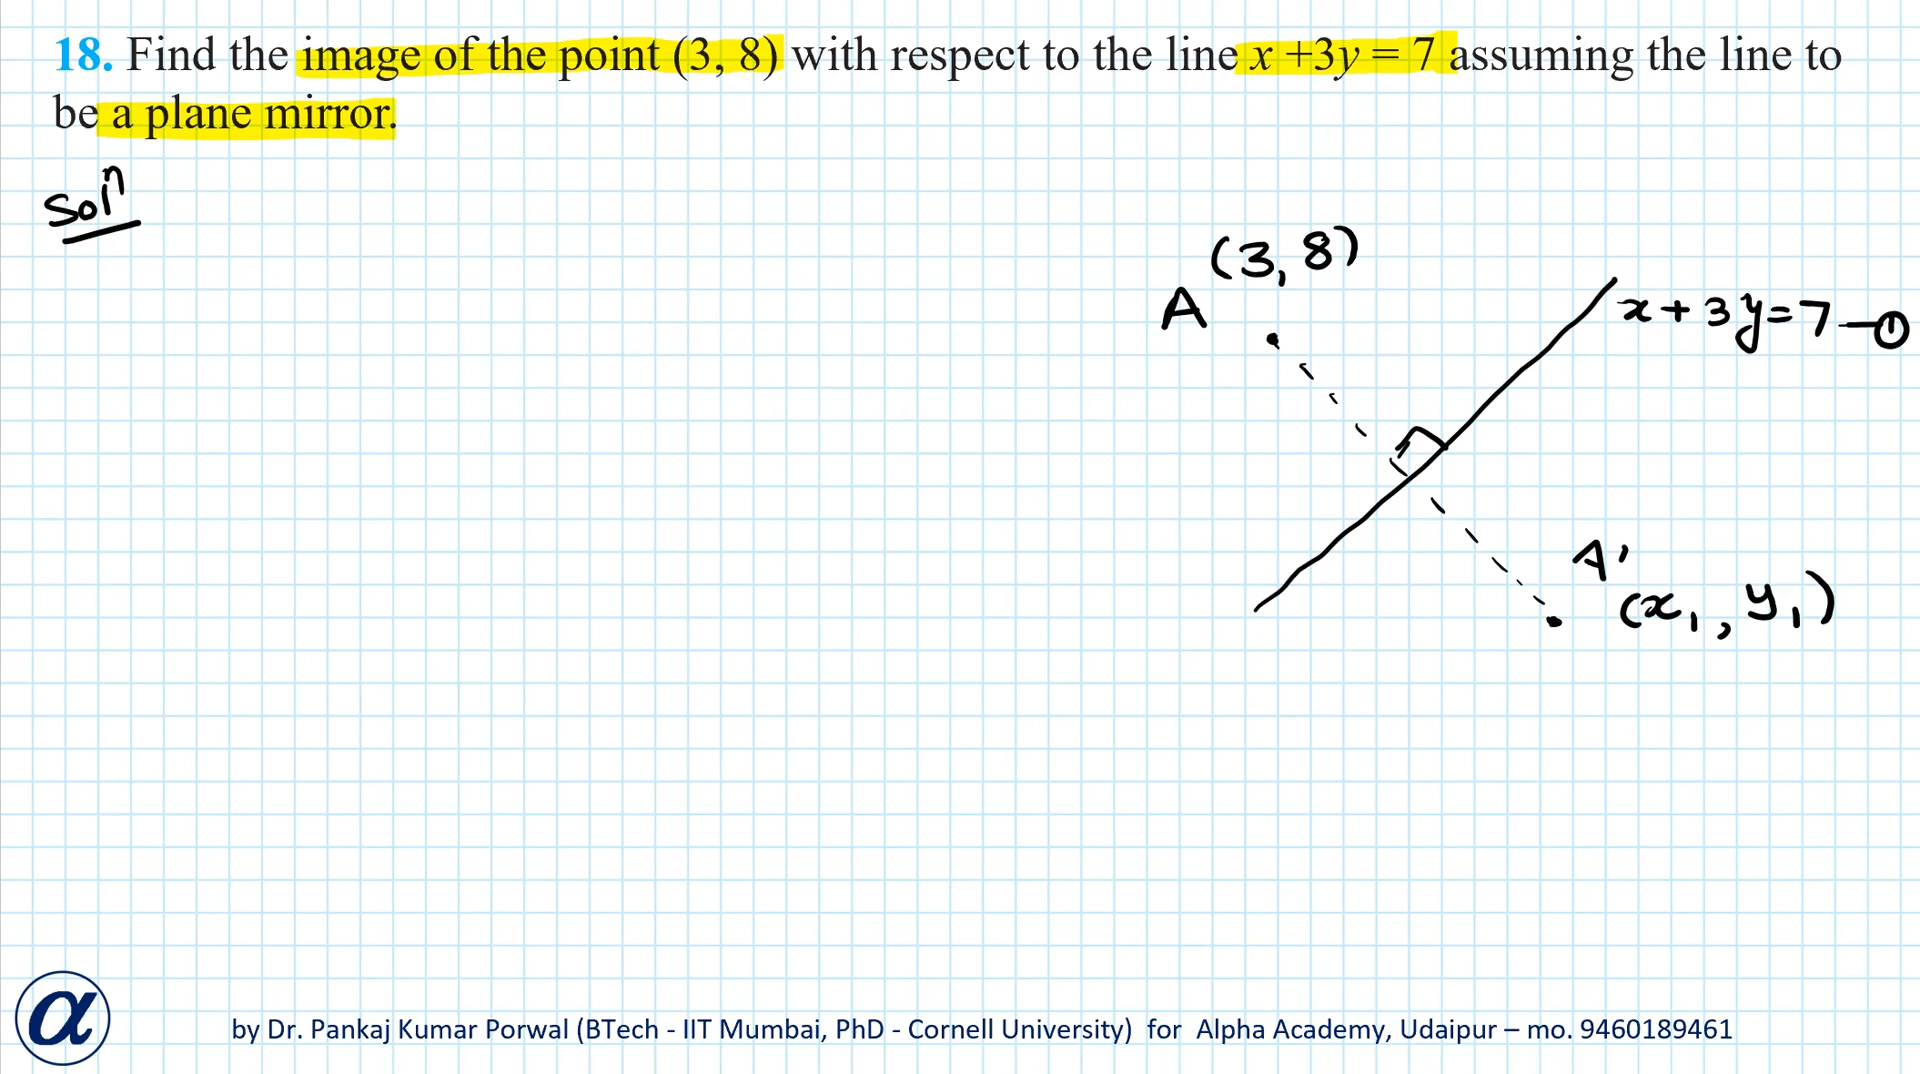 18. Find the image of the point (3, 8) with respect to the line x +3y = 7 assuming the line to
be a plane mirror.
Solⁿ
(3, 8)
A
x + 3y = 7 — ①
A'
(x₁, y₁)
α
by Dr. Pankaj Kumar Porwal (BTech - IIT Mumbai, PhD - Cornell University) for Alpha Academy, Udaipur – mo. 9460189461